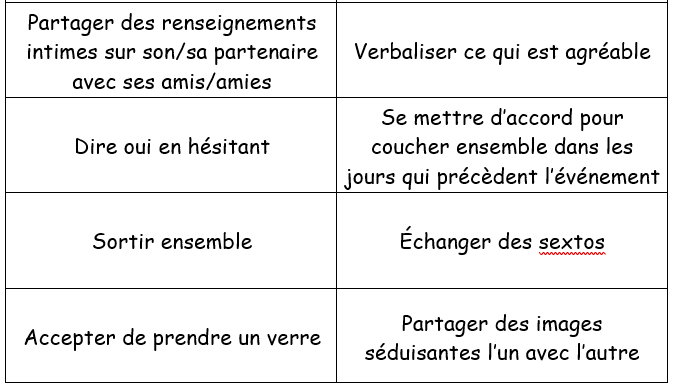 Partager des renseignements
intimes sur son/sa partenaire
avec ses amis/amies
Verbaliser ce qui est agréable
Dire oui en hésitant
Se mettre d’accord pour
coucher ensemble dans les
jours qui précèdent l’événement
Sortir ensemble
Échanger des sextos
Accepter de prendre un verre
Partager des images
séduisantes l’un avec l’autre